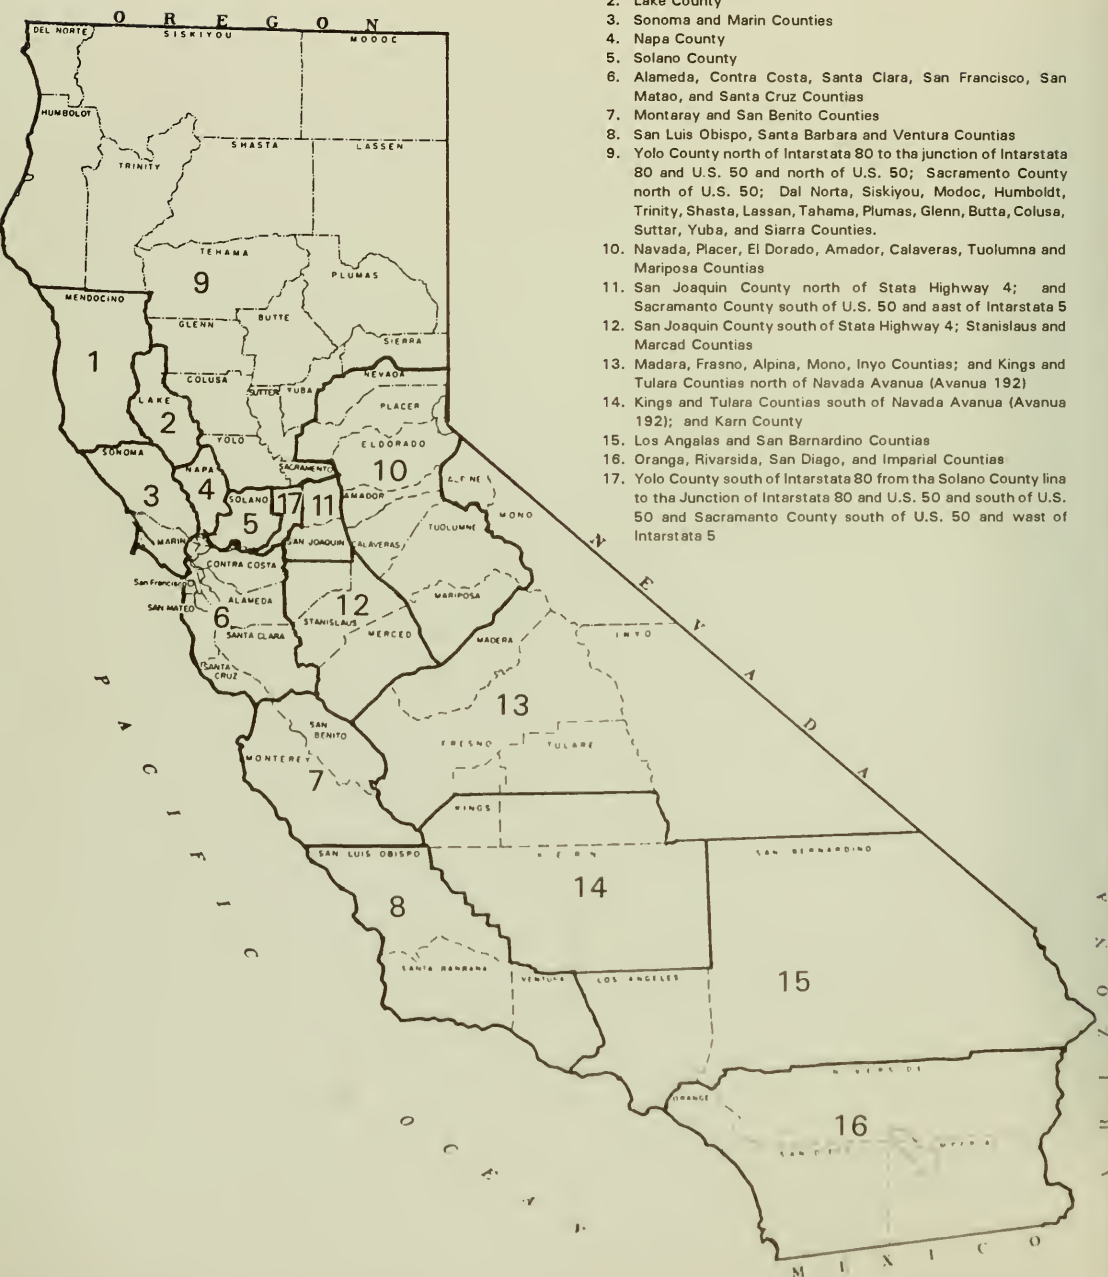 2. Lake County
3. Sonoma and Marin Counties
4. Napa County
5. Solano County
6. Alameda, Contra Costa, Santa Clara, San Francisco, San
Matao, and Santa Cruz Countias
7. Montaray and San Benito Counties
8. San Luis Obispo, Santa Barbara and Ventura Countias
9. Yolo County north of Intarstata 80 to tha junction of Intarstata
80 and U.S. 50 and north of U.S. 50; Sacramento County
north of U.S. 50; Dal Norta, Siskiyou, Modoc, Humboldt,
Trinity, Shasta, Lassan, Tahama, Plumas, Glenn, Butta, Colusa,
Suttar, Yuba, and Siarra Counties.
10. Navada, Placer, El Dorado, Amador, Calaveras, Tuolumna and
Mariposa Countias
11. San Joaquin County north of Stata Highway 4; and
Sacramanto County south of U.S. 50 and aast of Intarstata 5
12. San Joaquin County south of Stata Highway 4; Stanislaus and
Marcad Countias
13. Madara, Frasno, Alpina, Mono, Inyo Countias; and Kings and
Tulara Countias north of Navada Avanua (Avanua 192)
14. Kings and Tulara Countias south of Navada Avanua (Avanua
192); and Karn County
15. Los Angalas and San Barnardino Countias
16. Oranga, Rivarsida, San Diago, and Imparial Countias
17. Yolo County south of Intarstata 80 from tha Solano County lina
to tha Junction of Intarstata 80 and U.S. 50 and south of U.S.
50 and Sacramanto County south of U.S. 50 and wast of
Intarstata 5
OREGON
DEL NORTE
SISKIYOU
MODOC
HUMBOLDT
TRINITY
SHASTA
LASSEN
TEHAMA
9
PLUMAS
MENDOCINO
1
GLENN
BUTTE
SIERRA
COLUSA
SUTTER
YUBA
NEVADA
LAKE
2
PLACER
YOLO
ELDORADO
SONOMA
3
NAPA
4
SACRAMENTO
10
SOLANO
5
17
11
AMADOR
ALPINE
MONO
MARIN
SAN JOAQUIN
CALAVERAS
TUOLUMNE
CONTRA COSTA
San Francisco
ALAMEDA
SAN MATEO
6
SANTA CLARA
STANISLAUS
12
MERCED
MARIPOSA
MADERA
INYO
NEVADA
SANTA
CRUZ
13
SAN
BENITO
MONTEREY
7
FRESNO
TULARE
KINGS
PACIFIC
SAN LUIS OBISPO
8
KERN
14
SAN BERNARDINO
SANTA BARBARA
VENTURA
LOS ANGELES
15
ORANGE
16
OCEAN
MEXICO